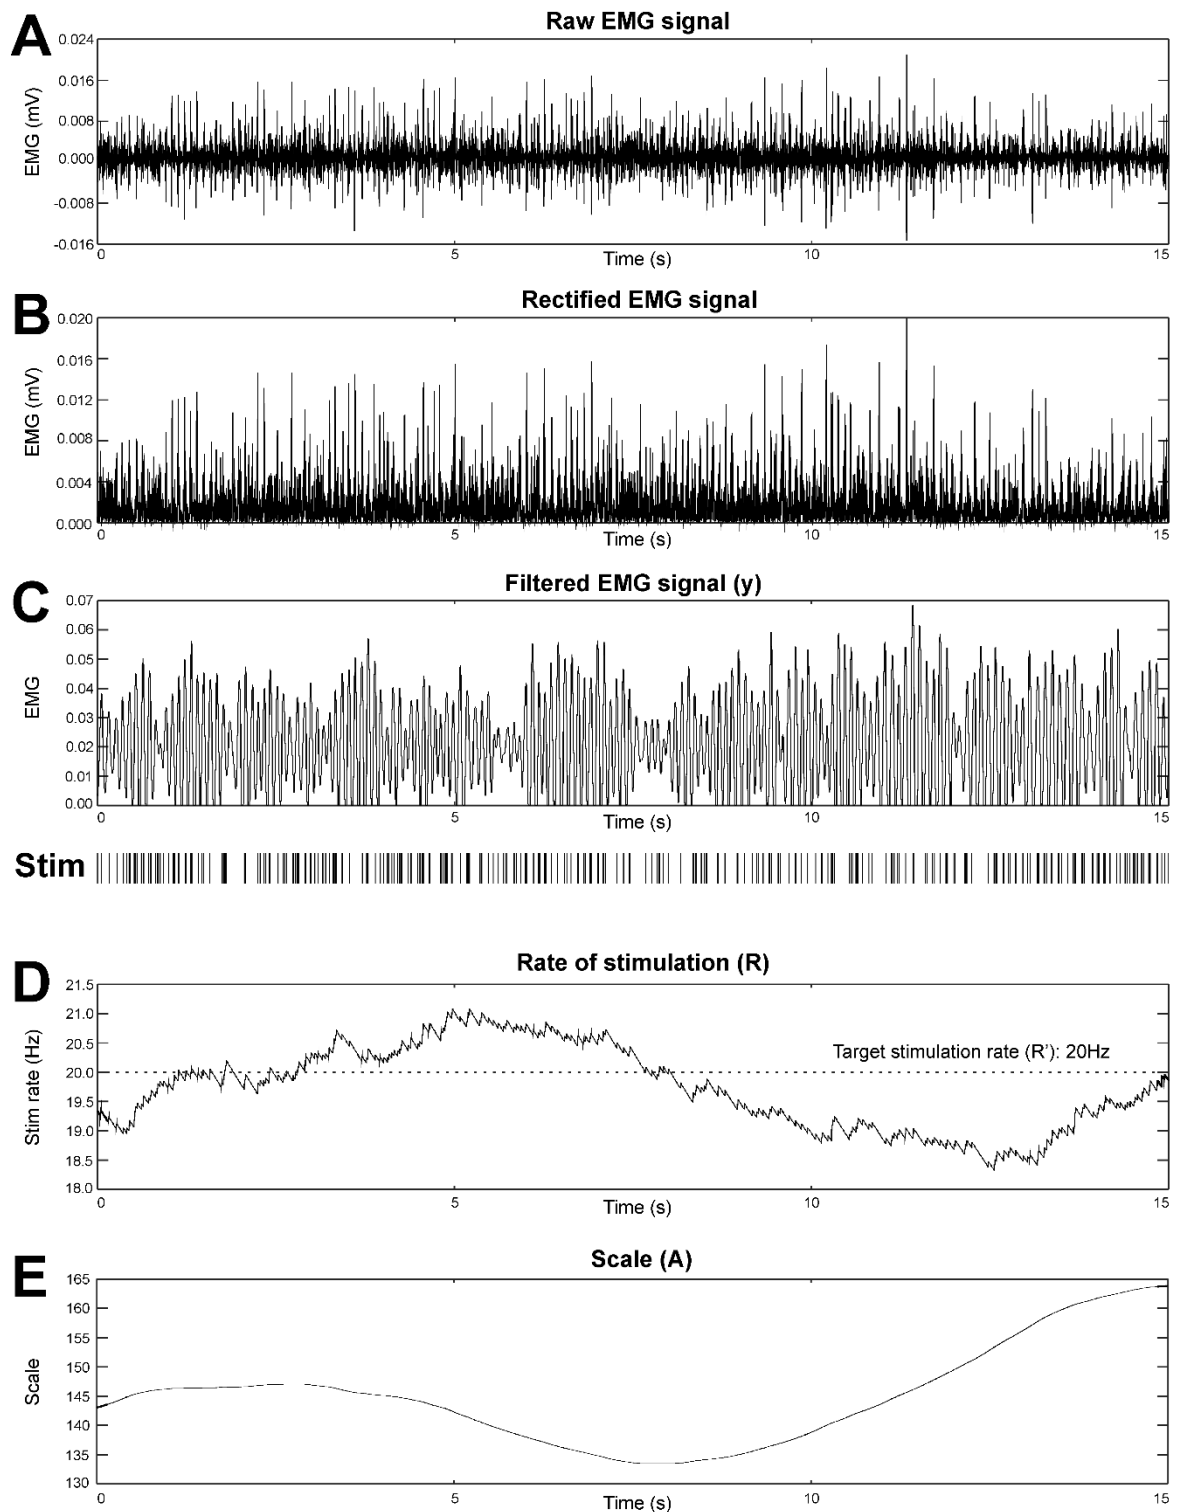 A
Raw EMG signal
0.024
0.016
0.008
0.000
-0.008
-0.016
EMG (mV)
0 5 10 15
Time (s)
B
Rectified EMG signal
0.020
0.016
0.012
0.008
0.004
0.000
EMG (mV)
0 5 10 15
Time (s)
C
Filtered EMG signal (y)
0.07
0.06
0.05
0.04
0.03
0.02
0.01
0.00
EMG
0 5 10 15
Time (s)
Stim
D
Rate of stimulation (R)
21.5
21.0
20.5
20.0
19.5
19.0
18.5
18.0
Stim rate (Hz)
Target stimulation rate (R'): 20Hz
0 5 10 15
Time (s)
E
Scale (A)
165
160
155
150
145
140
135
130
Scale
0 5 10 15
Time (s)